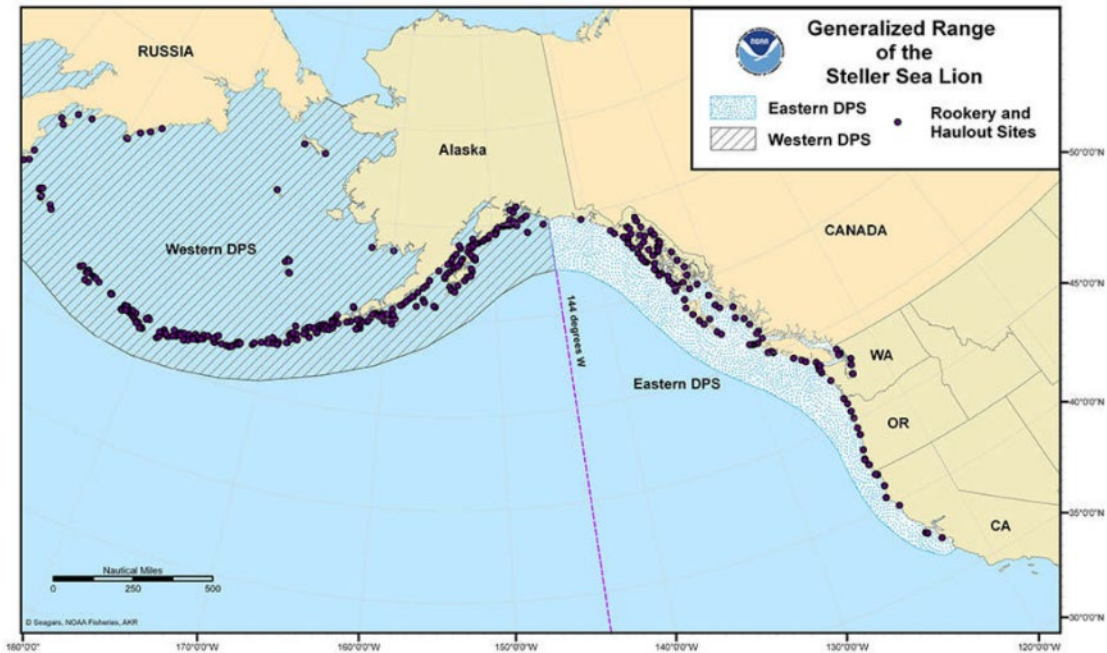 Generalized Range
of the
Steller Sea Lion
NOAA
Eastern DPS
Western DPS
Rookery and
Haulout Sites
RUSSIA
Alaska
CANADA
Western DPS
144 degrees W
Eastern DPS
WA
OR
CA
50°0'0"N
45°0'0"N
40°0'0"N
35°0'0"N
30°0'0"N
Nautical Miles
0 250 500
© Seagars, NOAA Fisheries, AKR
180°0'0" 170°0'0"W 160°0'0"W 150°0'0"W 140°0'0"W 130°0'0"W 120°0'0"W